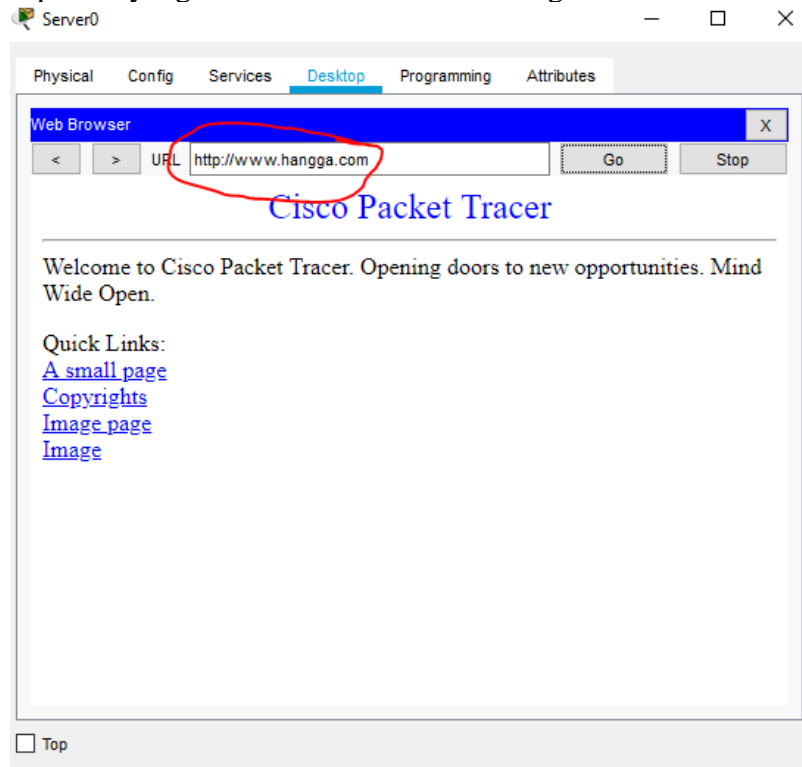 Server0
Physical Config Services Desktop Programming Attributes
Web Browser X
< > URL http://www.hangga.com Go Stop
Cisco Packet Tracer
Welcome to Cisco Packet Tracer. Opening doors to new opportunities. Mind
Wide Open.
Quick Links:
A small page
Copyrights
Image page
Image
Top